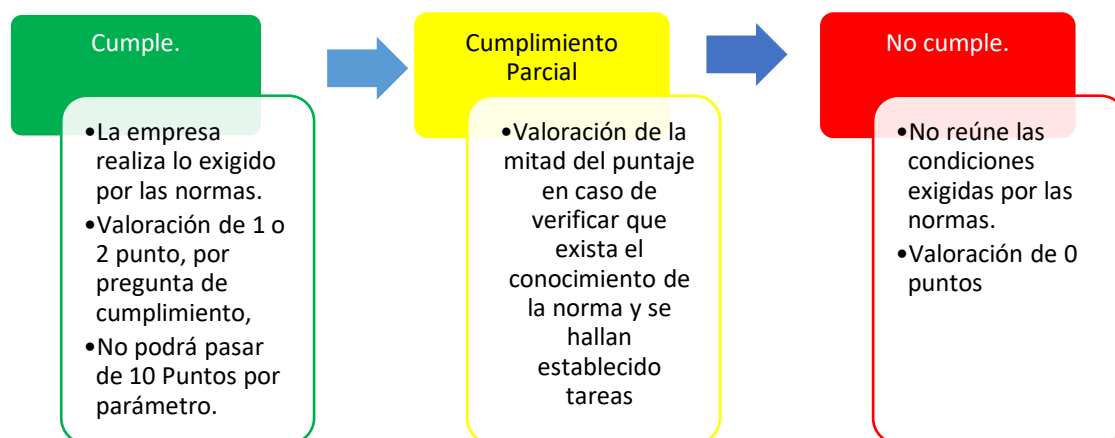 Cumple.
•La empresa
realiza lo exigido
por las normas.
•Valoración de 1 o
2 punto, por
pregunta de
cumplimiento,
•No podrá pasar
de 10 Puntos por
parámetro.
Cumplimiento
Parcial
•Valoración de la
mitad del puntaje
en caso de
verificar que
exista el
conocimiento de
la norma y se
hallan
establecido
tareas
No cumple.
•No reúne las
condiciones
exigidas por las
normas.
•Valoración de 0
puntos